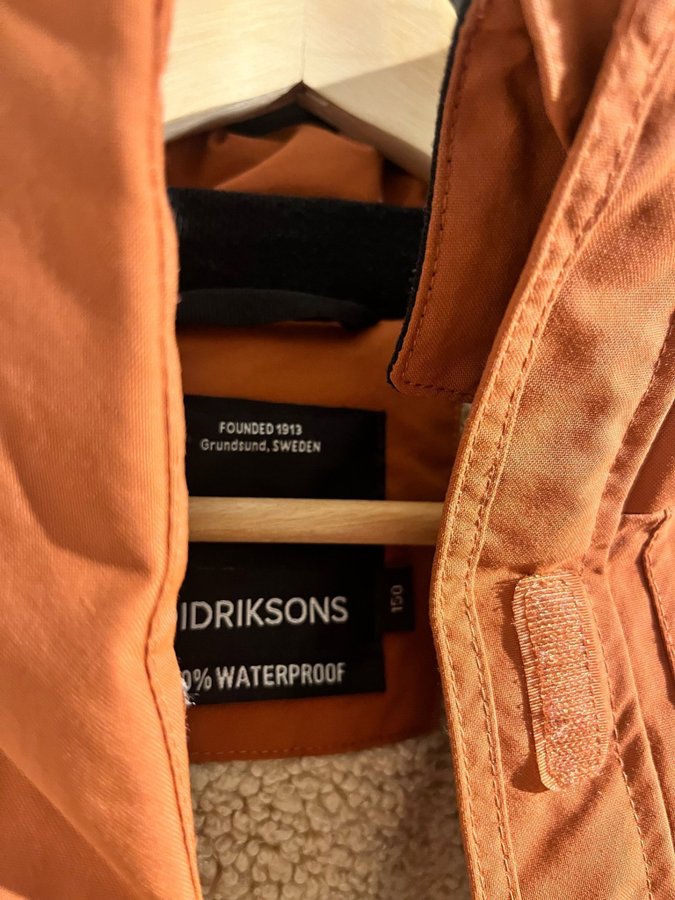 FOUNDED 1913
Grundsund, SWEDEN
IDRIKSONS
150
0% WATERPROOF